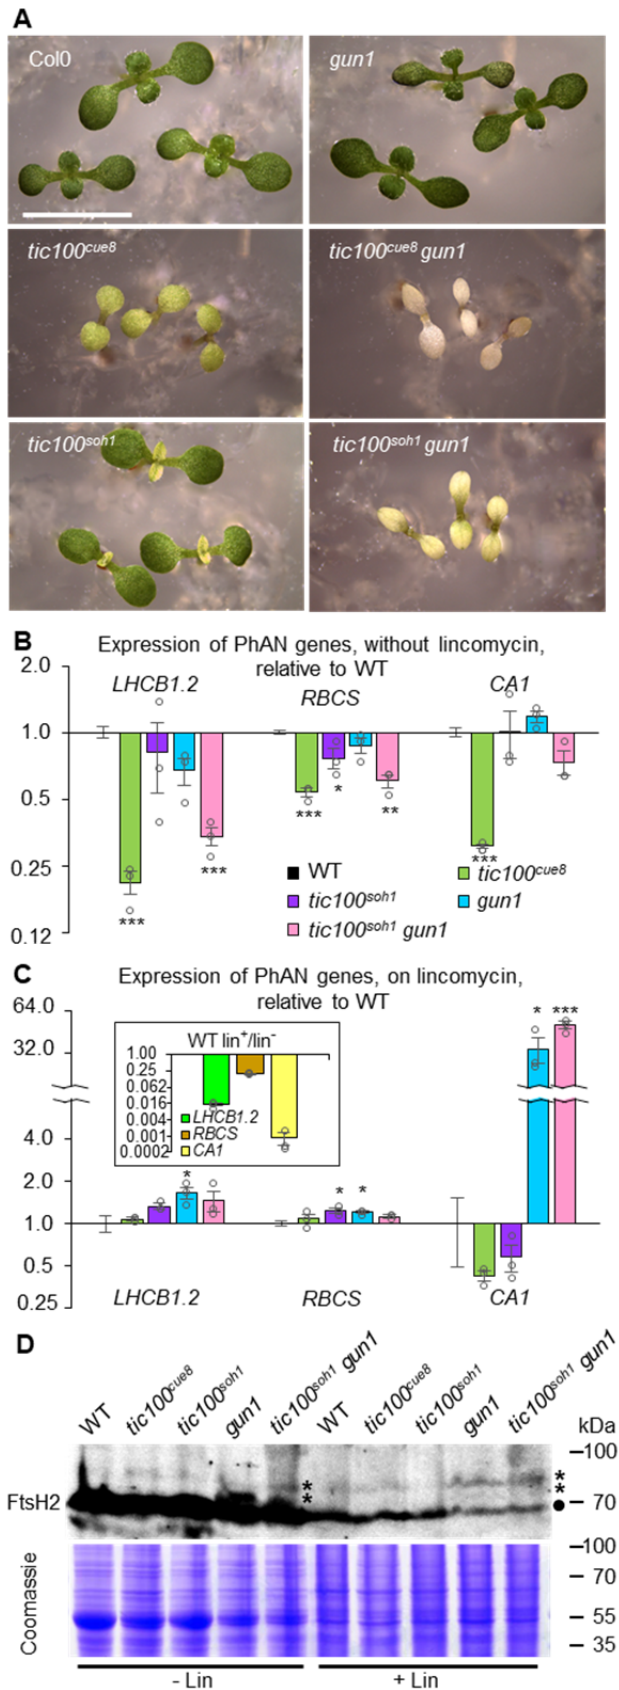 A
Col0
gun1
tic100cue8
tic100cue8 gun1
tic100soh1
tic100soh1 gun1
B
Expression of PhAN genes, without lincomycin,
relative to WT
2.0
LHCB1.2
RBCS
CA1
1.0
0.5
***
*
**
***
***
0.25
WT
tic100cue8
tic100soh1
gun1
***
0.12
tic100soh1 gun1
C
Expression of PhAN genes, on lincomycin,
relative to WT
64.0
* ***
WT lin+/lin-
32.0
1.00
0.25
0.062
0.016
LHCB1.2
0.004
RBCS
4.0
0.001
CA1
0.0002
2.0
*
* *
1.0
0.5
0.25
LHCB1.2
RBCS
CA1
D
WT
tic100cue8
tic100soh1
gun1
tic100soh1 gun1
WT
tic100cue8
tic100soh1
gun1
tic100soh1 gun1
kDa
–100
*
*
*
*
FtsH2
●
– 70
Coomassie
– 100
– 70
– 55
– 35
- Lin
+ Lin